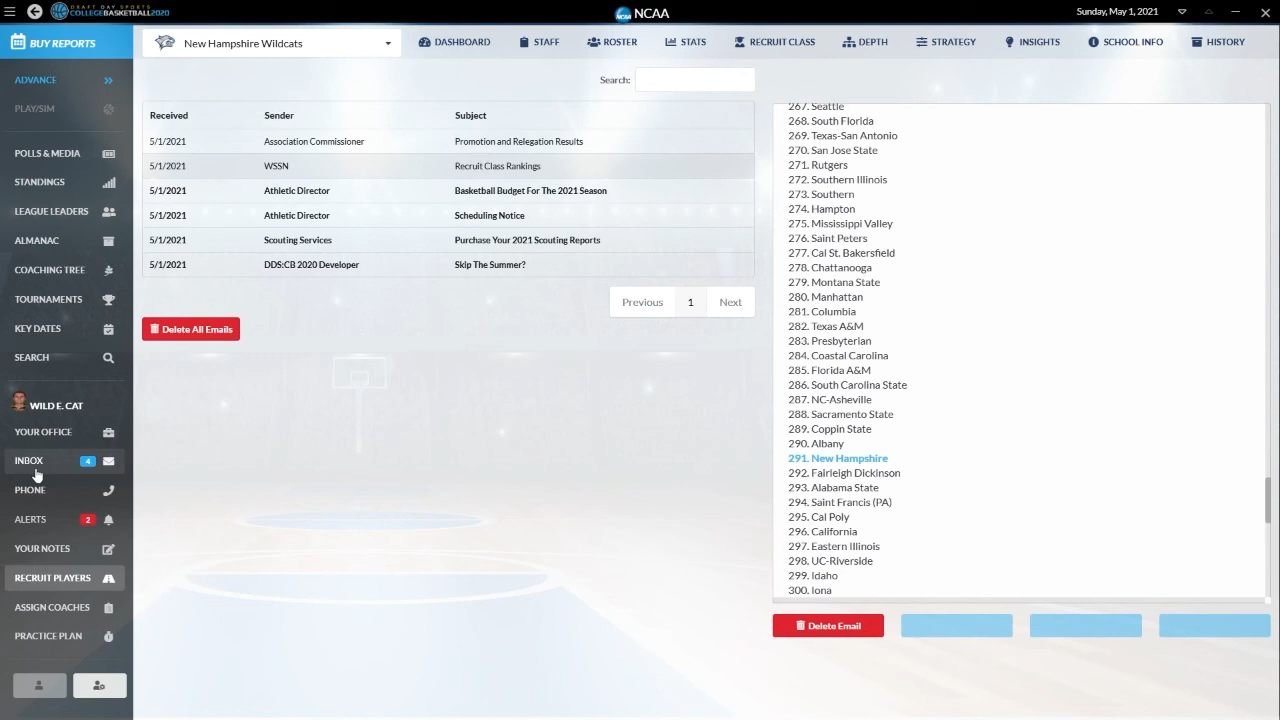 DRAFT DAY SPORTS
COLLEGEBASKETBALL2020
NCAA
Sunday, May 1, 2021
BUY REPORTS
New Hampshire Wildcats
DASHBOARD
STAFF
ROSTER
STATS
RECRUIT CLASS
DEPTH
STRATEGY
INSIGHTS
SCHOOL INFO
HISTORY
ADVANCE
PLAY/SIM
POLLS & MEDIA
STANDINGS
LEAGUE LEADERS
ALMANAC
COACHING TREE
TOURNAMENTS
KEY DATES
SEARCH
WILD E. CAT
YOUR OFFICE
INBOX 4
PHONE
ALERTS 2
YOUR NOTES
RECRUIT PLAYERS
ASSIGN COACHES
PRACTICE PLAN
Search:
Received Sender Subject
5/1/2021 Association Commissioner Promotion and Relegation Results
5/1/2021 WSSN Recruit Class Rankings
5/1/2021 Athletic Director Basketball Budget For The 2021 Season
5/1/2021 Athletic Director Scheduling Notice
5/1/2021 Scouting Services Purchase Your 2021 Scouting Reports
5/1/2021 DDS:CB 2020 Developer Skip The Summer?
Previous 1 Next
Delete All Emails
267. Seattle
268. South Florida
269. Texas-San Antonio
270. San Jose State
271. Rutgers
272. Southern Illinois
273. Southern
274. Hampton
275. Mississippi Valley
276. Saint Peters
277. Cal St. Bakersfield
278. Chattanooga
279. Montana State
280. Manhattan
281. Columbia
282. Texas A&M
283. Presbyterian
284. Coastal Carolina
285. Florida A&M
286. South Carolina State
287. NC-Asheville
288. Sacramento State
289. Coppin State
290. Albany
291. New Hampshire
292. Fairleigh Dickinson
293. Alabama State
294. Saint Francis (PA)
295. Cal Poly
296. California
297. Eastern Illinois
298. UC-Riverside
299. Idaho
300. Iona
Delete Email